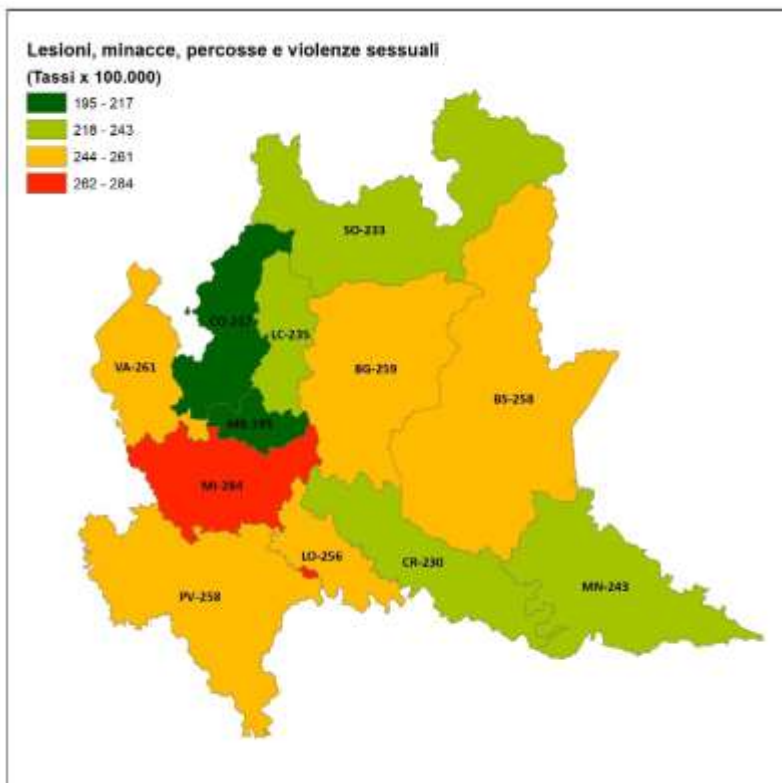 Lesioni, minacce, percosse e violenze sessuali
(Tassi x 100.000)
195 - 217
218 - 243
244 - 261
262 - 284
SO-233
CO-217
LC-235
VA-261
BG-259
BS-258
MB-195
MI-284
LO-256
CR-230
MN-243
PV-258